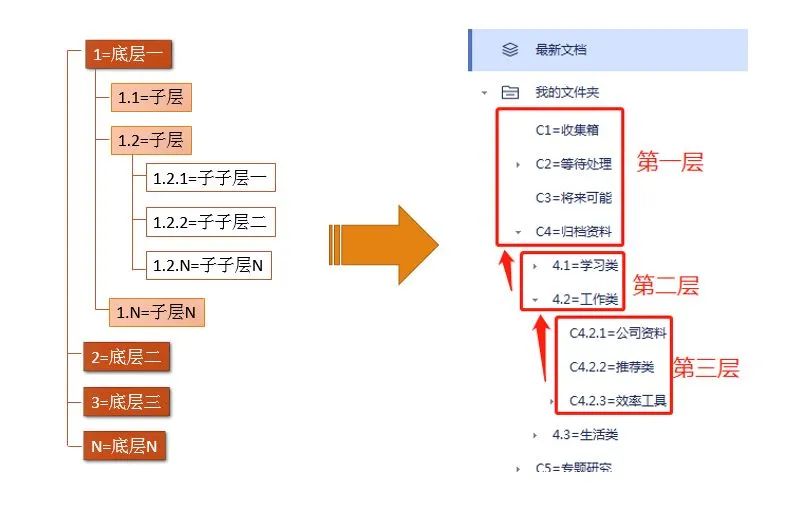 1=底层一
1.1=子层
1.2=子层
1.2.1=子子层一
1.2.2=子子层二
1.2.N=子子层N
1.N=子层N
2=底层二
3=底层三
N=底层N
最新文档
我的文件夹
C1=收集箱
C2=等待处理
C3=将来可能
C4=归档资料
第一层
4.1=学习类
4.2=工作类
第二层
C4.2.1=公司资料
C4.2.2=推荐类
C4.2.3=效率工具
第三层
4.3=生活类
C5=专题研究